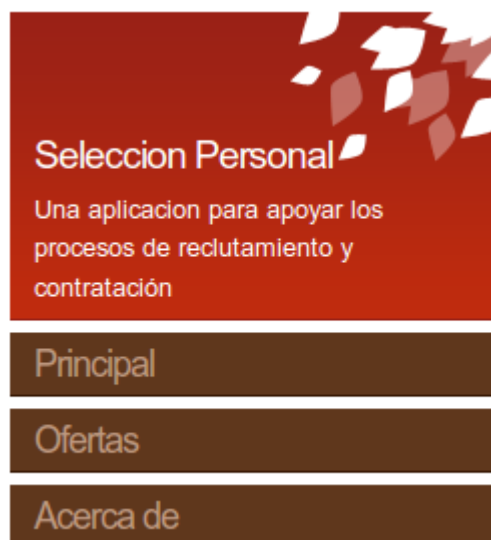 Seleccion Personal
Una aplicacion para apoyar los
procesos de reclutamiento y
contratación
Principal
Ofertas
Acerca de